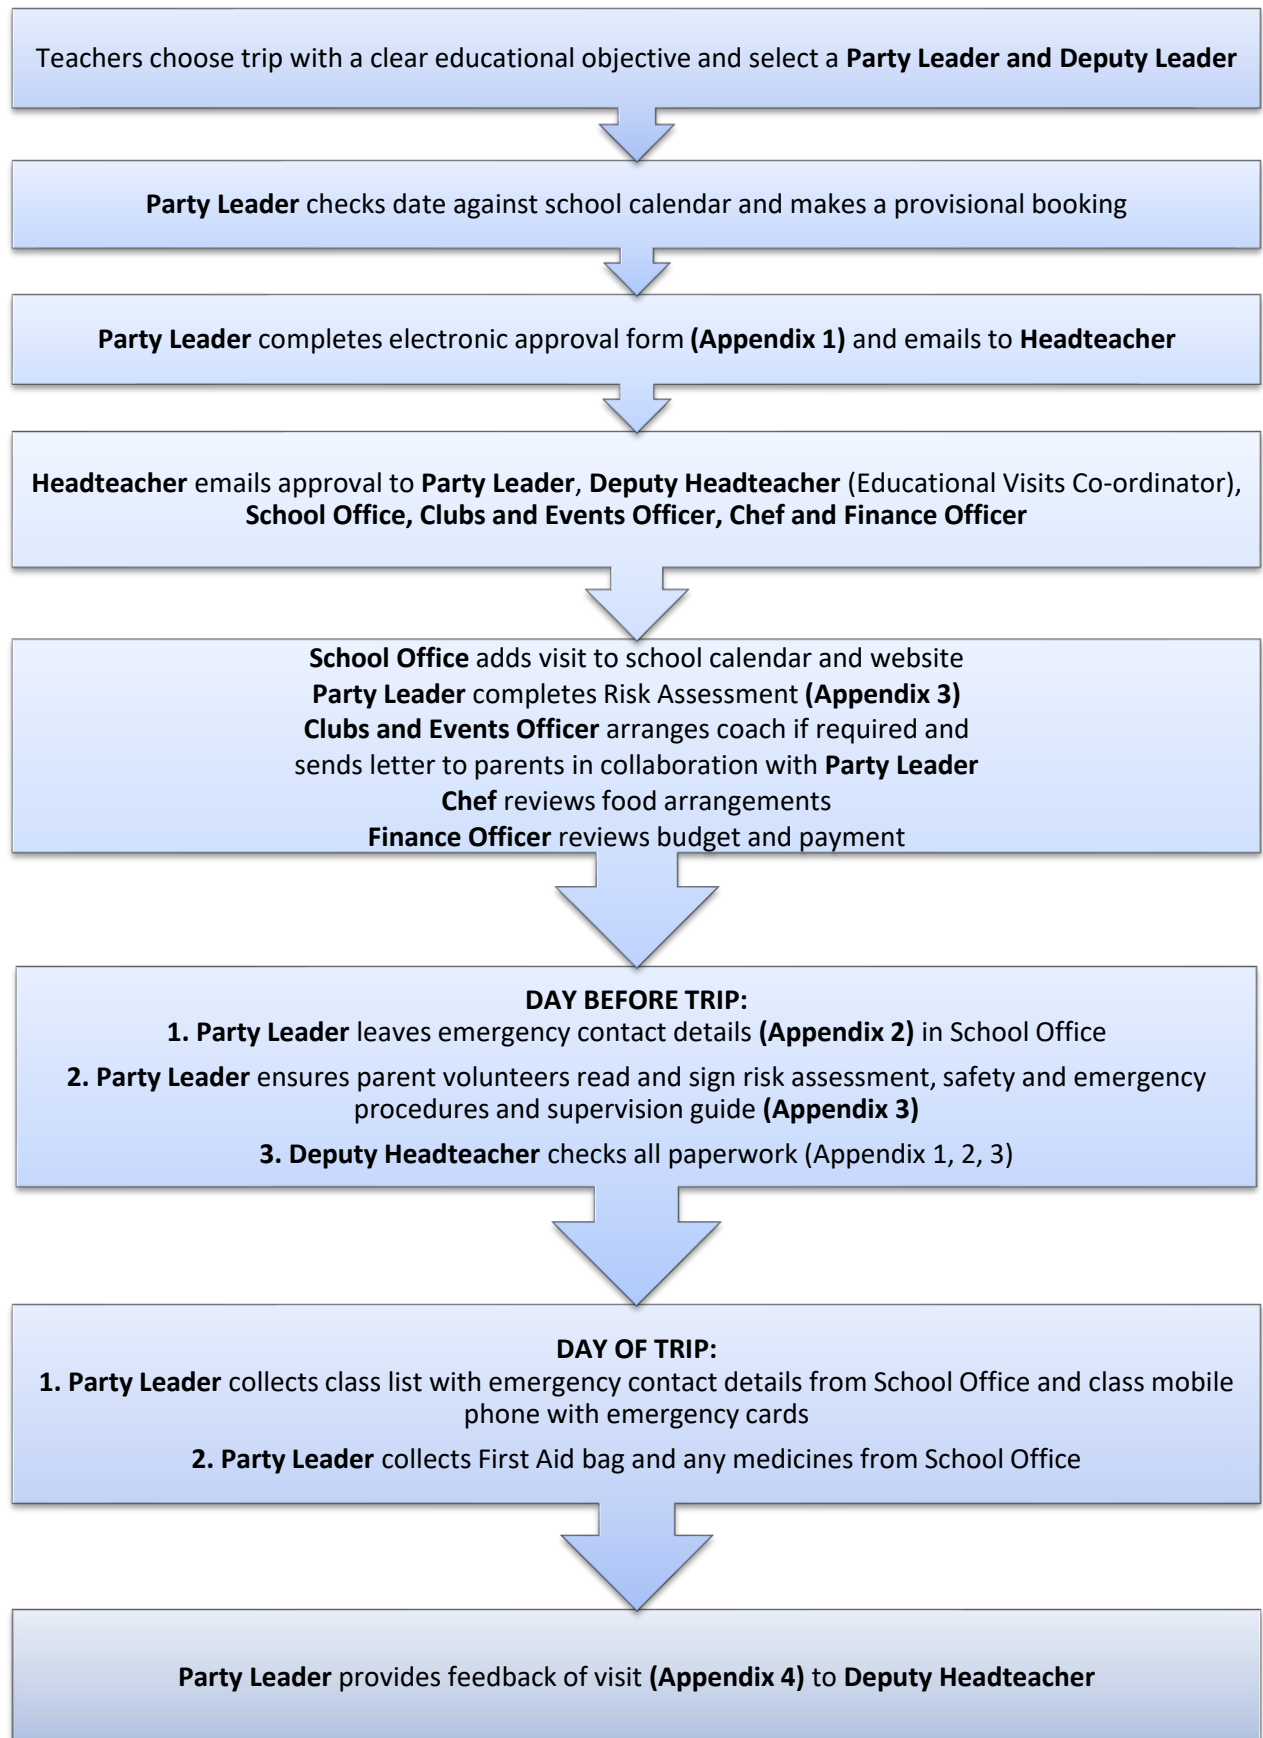 Teachers choose trip with a clear educational objective and select a Party Leader and Deputy Leader
Party Leader checks date against school calendar and makes a provisional booking
Party Leader completes electronic approval form (Appendix 1) and emails to Headteacher
Headteacher emails approval to Party Leader, Deputy Headteacher (Educational Visits Co-ordinator),
School Office, Clubs and Events Officer, Chef and Finance Officer
School Office adds visit to school calendar and website
Party Leader completes Risk Assessment (Appendix 3)
Clubs and Events Officer arranges coach if required and
sends letter to parents in collaboration with Party Leader
Chef reviews food arrangements
Finance Officer reviews budget and payment
DAY BEFORE TRIP:
1. Party Leader leaves emergency contact details (Appendix 2) in School Office
2. Party Leader ensures parent volunteers read and sign risk assessment, safety and emergency
procedures and supervision guide (Appendix 3)
3. Deputy Headteacher checks all paperwork (Appendix 1, 2, 3)
DAY OF TRIP:
1. Party Leader collects class list with emergency contact details from School Office and class mobile
phone with emergency cards
2. Party Leader collects First Aid bag and any medicines from School Office
Party Leader provides feedback of visit (Appendix 4) to Deputy Headteacher